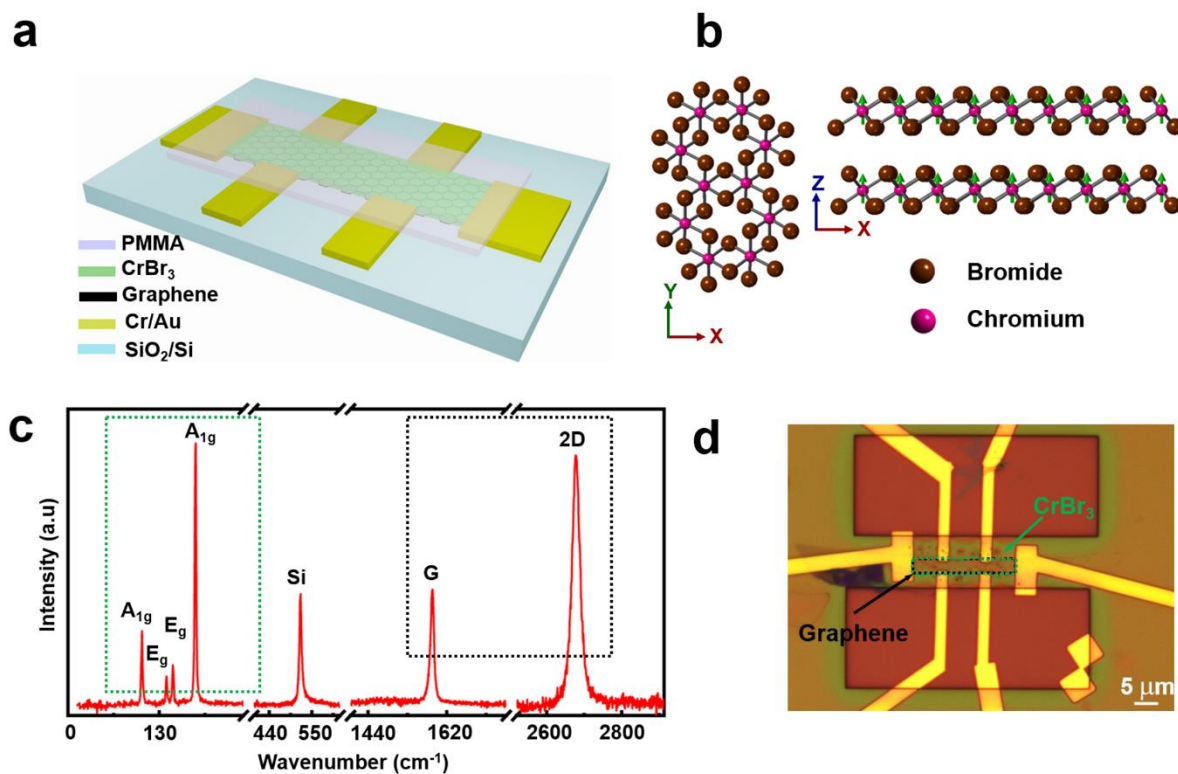 a
PMMA
CrBr₃
Graphene
Cr/Au
SiO₂/Si
b
Z
X
Y
X
Bromide
Chromium
c
A₁g
A₁g
Eg
Eg
Si
G
2D
Intensity (a.u)
0 130 440 550 1440 1620 2600 2800
Wavenumber (cm⁻¹)
d
CrBr₃
Graphene
5 μm